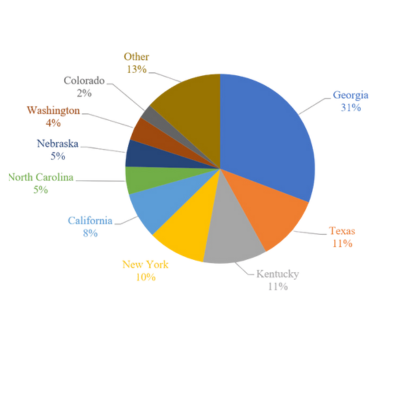 Other
13%
Colorado
2%
Georgia
31%
Washington
4%
Nebraska
5%
North Carolina
5%
California
8%
Texas
11%
New York
10%
Kentucky
11%